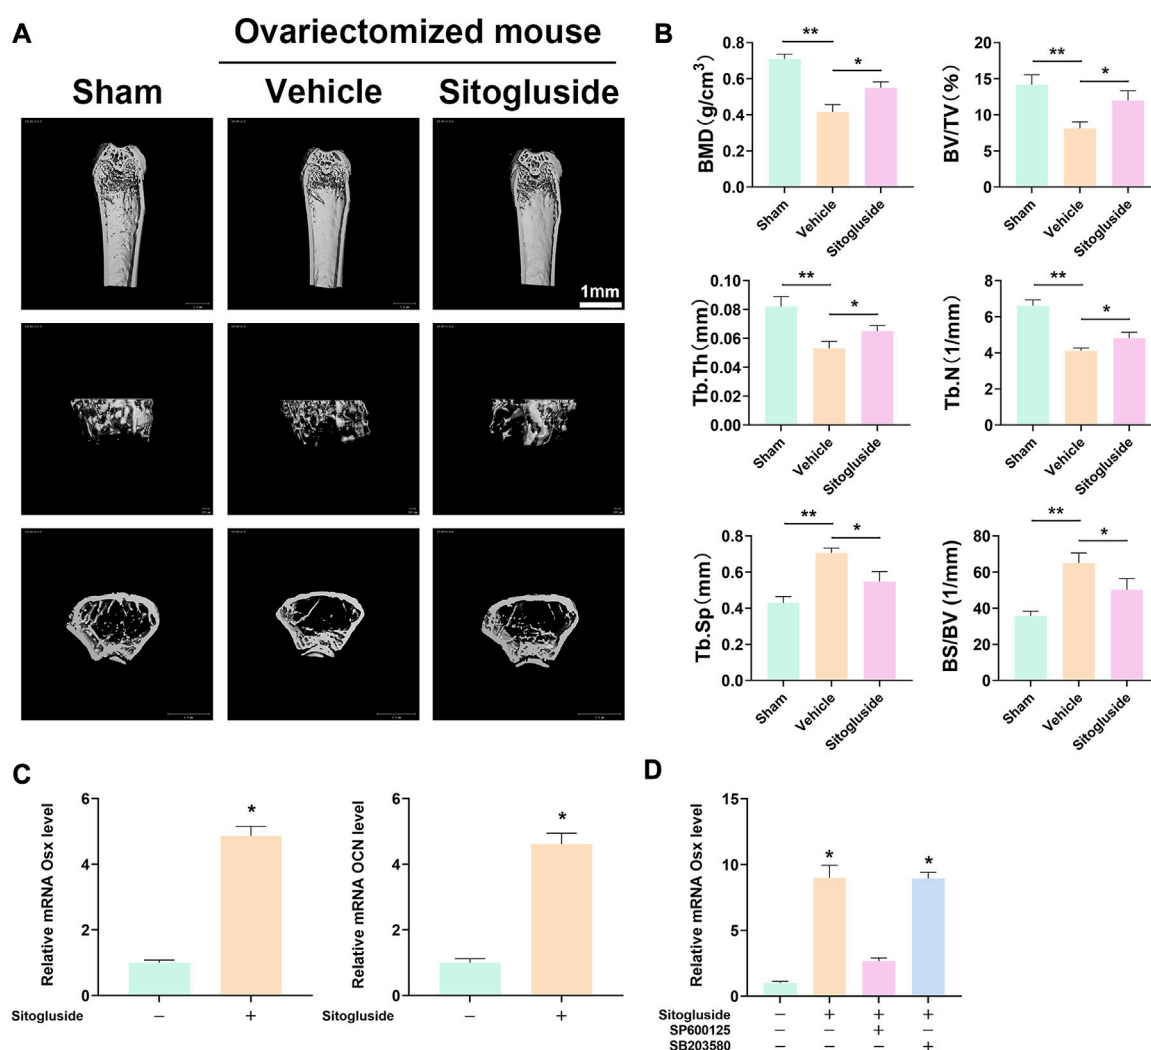 A
Ovariectomized mouse
Sham Vehicle Sitogluside
1mm
B
BMD(g/cm³)
0.8
0.6
0.4
0.2
0.0
** *
Sham Vehicle Sitogluside
BV/TV(%)
20
15
10
5
0
** *
Sham Vehicle Sitogluside
Tb.Th(mm)
0.10
0.08
0.06
0.04
0.02
0.00
** *
Sham Vehicle Sitogluside
Tb.N(1/mm)
8
6
4
2
0
** *
Sham Vehicle Sitogluside
Tb.Sp(mm)
0.8
0.6
0.4
0.2
0.0
** *
Sham Vehicle Sitogluside
BS/BV (1/mm)
80
60
40
20
0
** *
Sham Vehicle Sitogluside
C
Relative mRNA Osx level
6
4
2
0
*
Sitogluside − +
Relative mRNA OCN level
6
4
2
0
*
Sitogluside − +
D
Relative mRNA Osx level
15
10
5
0
* *
Sitogluside − + + +
SP600125 − − + −
SB203580 − − − +